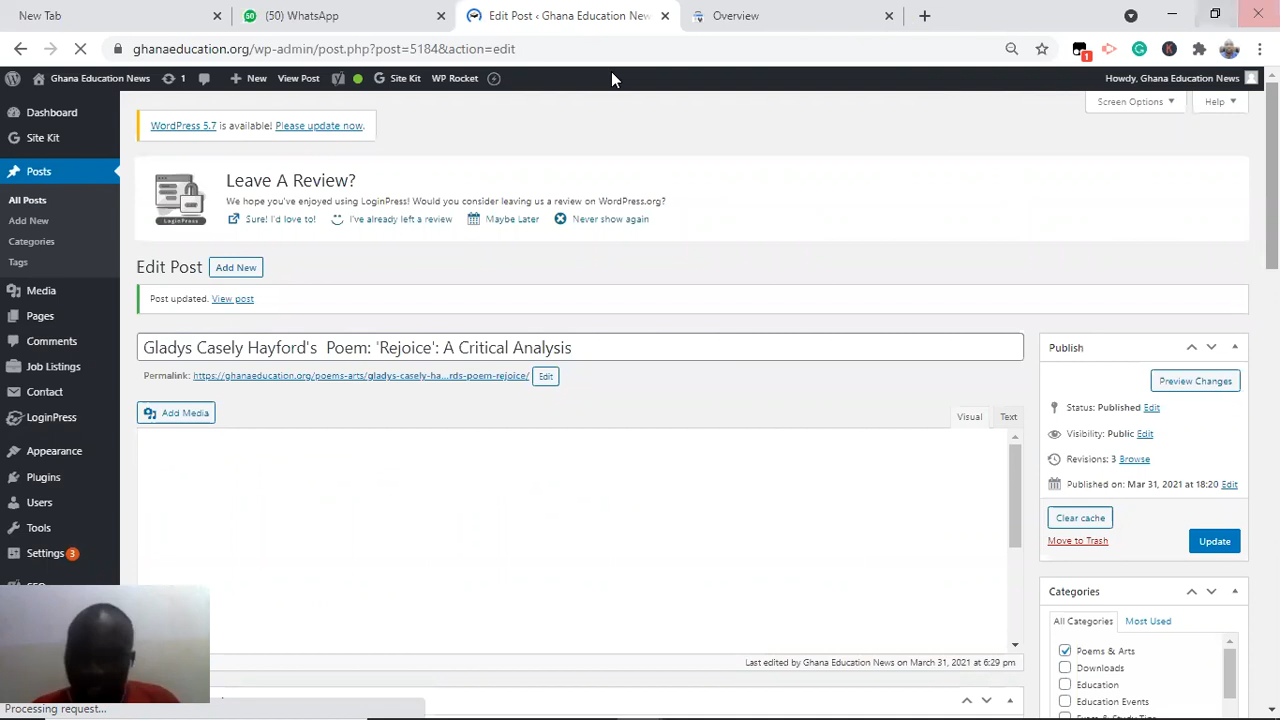 New Tab
(50) WhatsApp
Edit Post ‹ Ghana Education New
Overview
ghanaeducation.org/wp-admin/post.php?post=5184&action=edit
1
Ghana Education News
1
New
View Post
Site Kit
WP Rocket
Howdy, Ghana Education News
Dashboard
Site Kit
Posts
All Posts
Add New
Categories
Tags
Media
Pages
Comments
Job Listings
Contact
LoginPress
Appearance
Plugins
Users
Tools
Settings 3
Screen Options
Help
WordPress 5.7 is available! Please update now.
LoginPress
Leave A Review?
We hope you've enjoyed using LoginPress! Would you consider leaving us a review on WordPress.org?
Sure! I'd love to!
I've already left a review
Maybe Later
Never show again
Edit Post
Add New
Post updated. View post
Gladys Casely Hayford's Poem: 'Rejoice': A Critical Analysis
Permalink: https://ghanaeducation.org/poems-arts/gladys-casely-ha...rds-poem-rejoice/ Edit
Add Media
Visual
Text
Last edited by Ghana Education News on March 31, 2021 at 6:29 pm
Publish
Preview Changes
Status: Published Edit
Visibility: Public Edit
Revisions: 3 Browse
Published on: Mar 31, 2021 at 18:20 Edit
Clear cache
Move to Trash
Update
Categories
All Categories
Most Used
Poems & Arts
Downloads
Education
Education Events
Processing request...